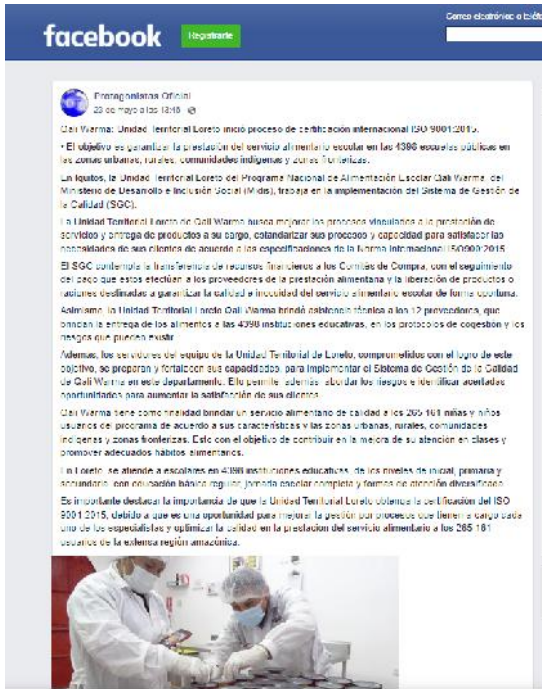 Correo electrónico o teléfo
facebook
Registrarte
Protagonistas Oficial
23 de mayo a las 18:48
Qali Warma: Unidad Territorial Loreto inició proceso de certificación internacional ISO 9001:2015.
• El objetivo es garantizar la prestación del servicio alimentario escolar en las 4398 escuelas públicas en
las zonas urbanas, rurales, comunidades indígenas y zonas fronterizas.
En Iquitos, la Unidad Territorial Loreto del Programa Nacional de Alimentación Escolar Qali Warma, del
Ministerio de Desarrollo e Inclusión Social (Midis), trabaja en la implementación del Sistema de Gestión de
la Calidad (SGC).
La Unidad Territorial Loreto de Qali Warma busca mejorar los procesos vinculados a la prestación de
servicios y entrega de productos a su cargo, estandarizar sus procesos y capacidad para satisfacer las
necesidades de sus clientes de acuerdo a las especificaciones de la Norma Internacional
El SGC contempla la transferencia de recursos financieros a los Comités de Compra, con el seguimiento
del pago que estos efectúan a los proveedores de la prestación alimentaria y la liberación de productos o
raciones destinadas a garantizar la calidad e inocuidad del servicio alimentario escolar de forma oportuna.
Asimismo, la Unidad Territorial Loreto Qali Warma brindó asistencia técnica a los 12 proveedores, que
brindan la entrega de los alimentos a las 4398 instituciones educativas, en los protocolos de cogestión y los
riesgos que pueden existir.
Además, los servidores del equipo de la Unidad Territorial de Loreto, comprometidos con el logro de este
objetivo, se preparan y fortalecen sus capacidades, para implementar el Sistema de Gestión de la Calidad
de Qali Warma en este departamento. Ello permite, además, abordar los riesgos e identificar acertadas
oportunidades para aumentar la satisfacción de sus clientes.
Qali Warma tiene como finalidad brindar un servicio alimentario de calidad a los 265 161 niñas y niños
usuarios del programa de acuerdo a sus características y las zonas urbanas, rurales, comunidades
indígenas y zonas fronterizas. Esto con el objetivo de contribuir en la mejora de su atención en clases y
promover adecuados hábitos alimentarios.
En Loreto, se atiende a escolares en 4398 instituciones educativas, de los niveles de inicial, primaria y
secundaria, con educación básica regular, jornada escolar completa y formas de atención diversificada.
Es importante destacar la importancia de que la Unidad Territorial Loreto obtenga la certificación del ISO
9001:2015, debido a que es una oportunidad para mejorar la gestión por procesos que tienen a cargo cada
uno de los especialistas y optimizar la calidad en la prestación del servicio alimentario a los 265 161
usuarios de la extensa región amazónica.